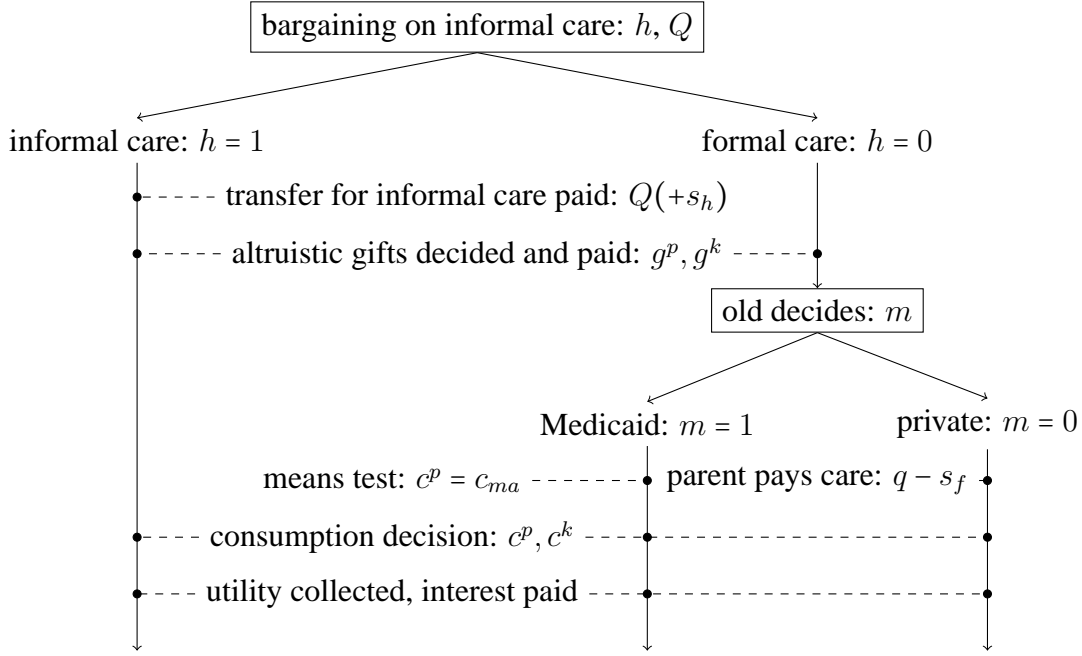 bargaining on informal care: h, Q
informal care: h = 1
formal care: h = 0
transfer for informal care paid: Q(+s_h)
altruistic gifts decided and paid: g^p, g^k
old decides: m
Medicaid: m = 1
private: m = 0
means test: c^p = c_{ma}
parent pays care: q − s_f
consumption decision: c^p, c^k
utility collected, interest paid